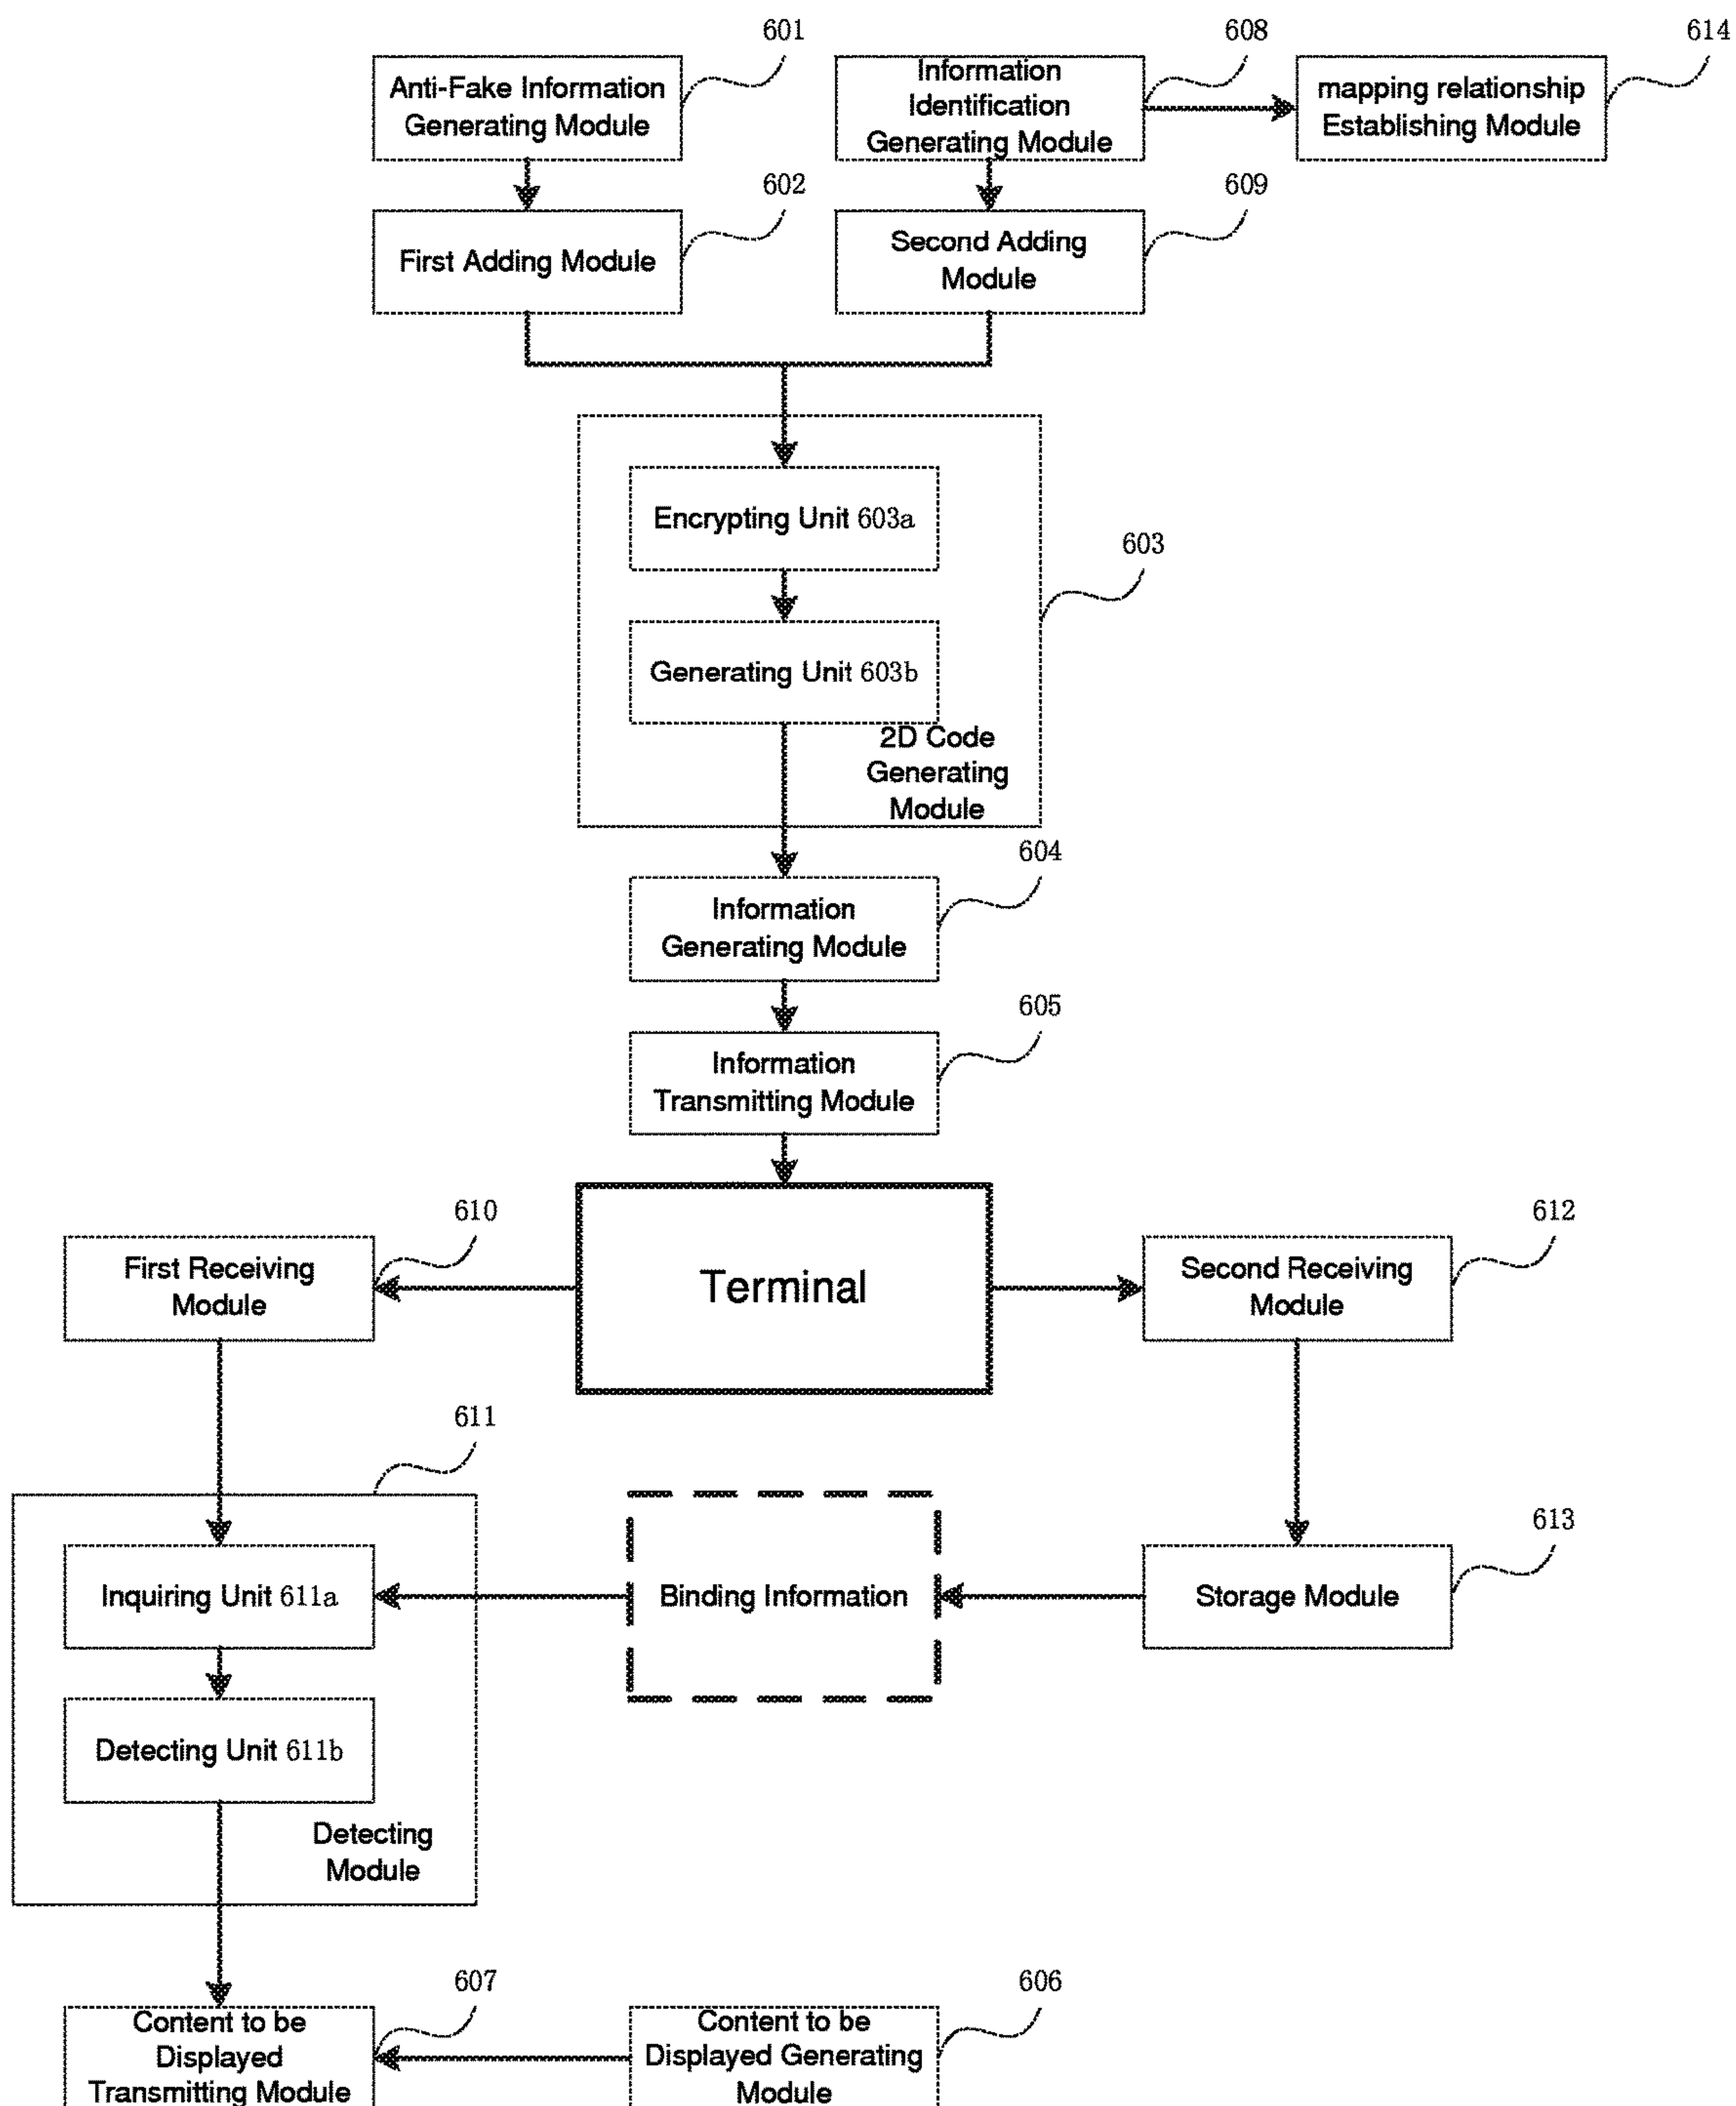 601
608
614
Anti-Fake Information
Generating Module
Information
Identification
Generating Module
mapping relationship
Establishing Module
602
609
First Adding Module
Second Adding
Module
Encrypting Unit 603a
603
Generating Unit 603b
2D Code
Generating
Module
604
Information
Generating Module
605
Information
Transmitting Module
610
612
First Receiving
Module
Terminal
Second Receiving
Module
611
613
Inquiring Unit 611a
Binding Information
Storage Module
Detecting Unit 611b
Detecting
Module
607
606
Content to be
Displayed
Transmitting Module
Content to be
Displayed Generating
Module